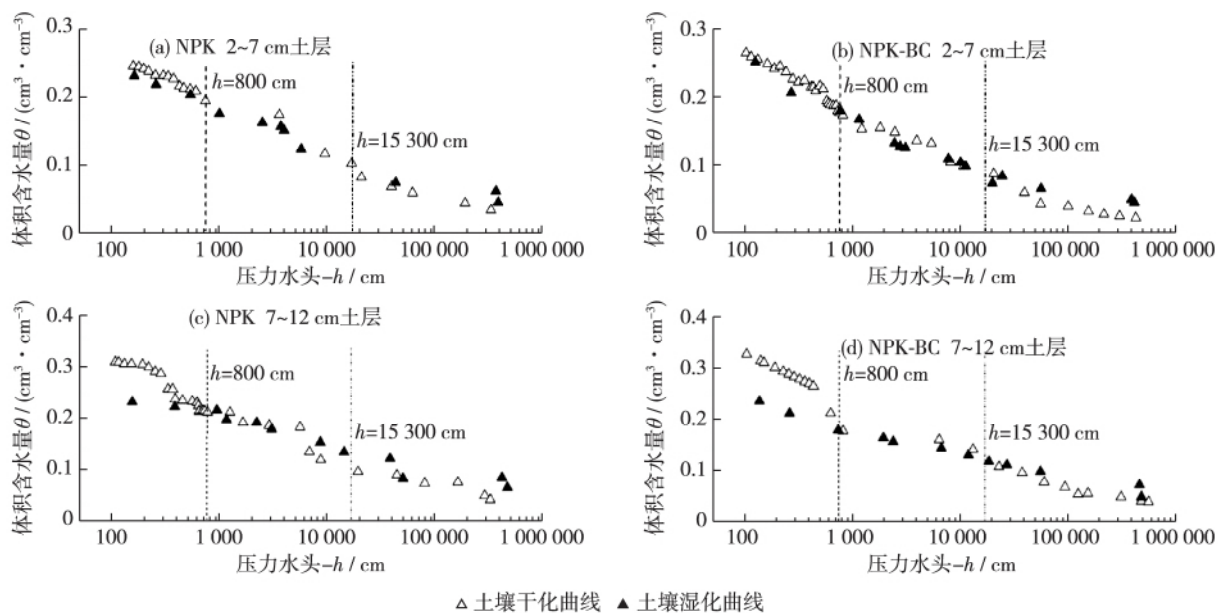 0.3
(a) NPK 2~7 cm土层
h=800 cm
0.2
h=15 300 cm
0.1
0
体积含水量θ / (cm³·cm⁻³)
100 1 000 10 000 100 000 1 000 000
压力水头-h / cm
0.3
(b) NPK-BC 2~7 cm土层
h=800 cm
0.2
h=15 300 cm
0.1
0
体积含水量θ / (cm³·cm⁻³)
100 1 000 10 000 100 000 1 000 000
压力水头-h / cm
0.4
(c) NPK 7~12 cm土层
0.3
h=800 cm
0.2
h=15 300 cm
0.1
0
体积含水量θ / (cm³·cm⁻³)
100 1 000 10 000 100 000 1 000 000
压力水头-h / cm
0.4
(d) NPK-BC 7~12 cm土层
0.3
h=800 cm
0.2
h=15 300 cm
0.1
0
体积含水量θ / (cm³·cm⁻³)
100 1 000 10 000 100 000 1 000 000
压力水头-h / cm
△ 土壤干化曲线 ▲ 土壤湿化曲线